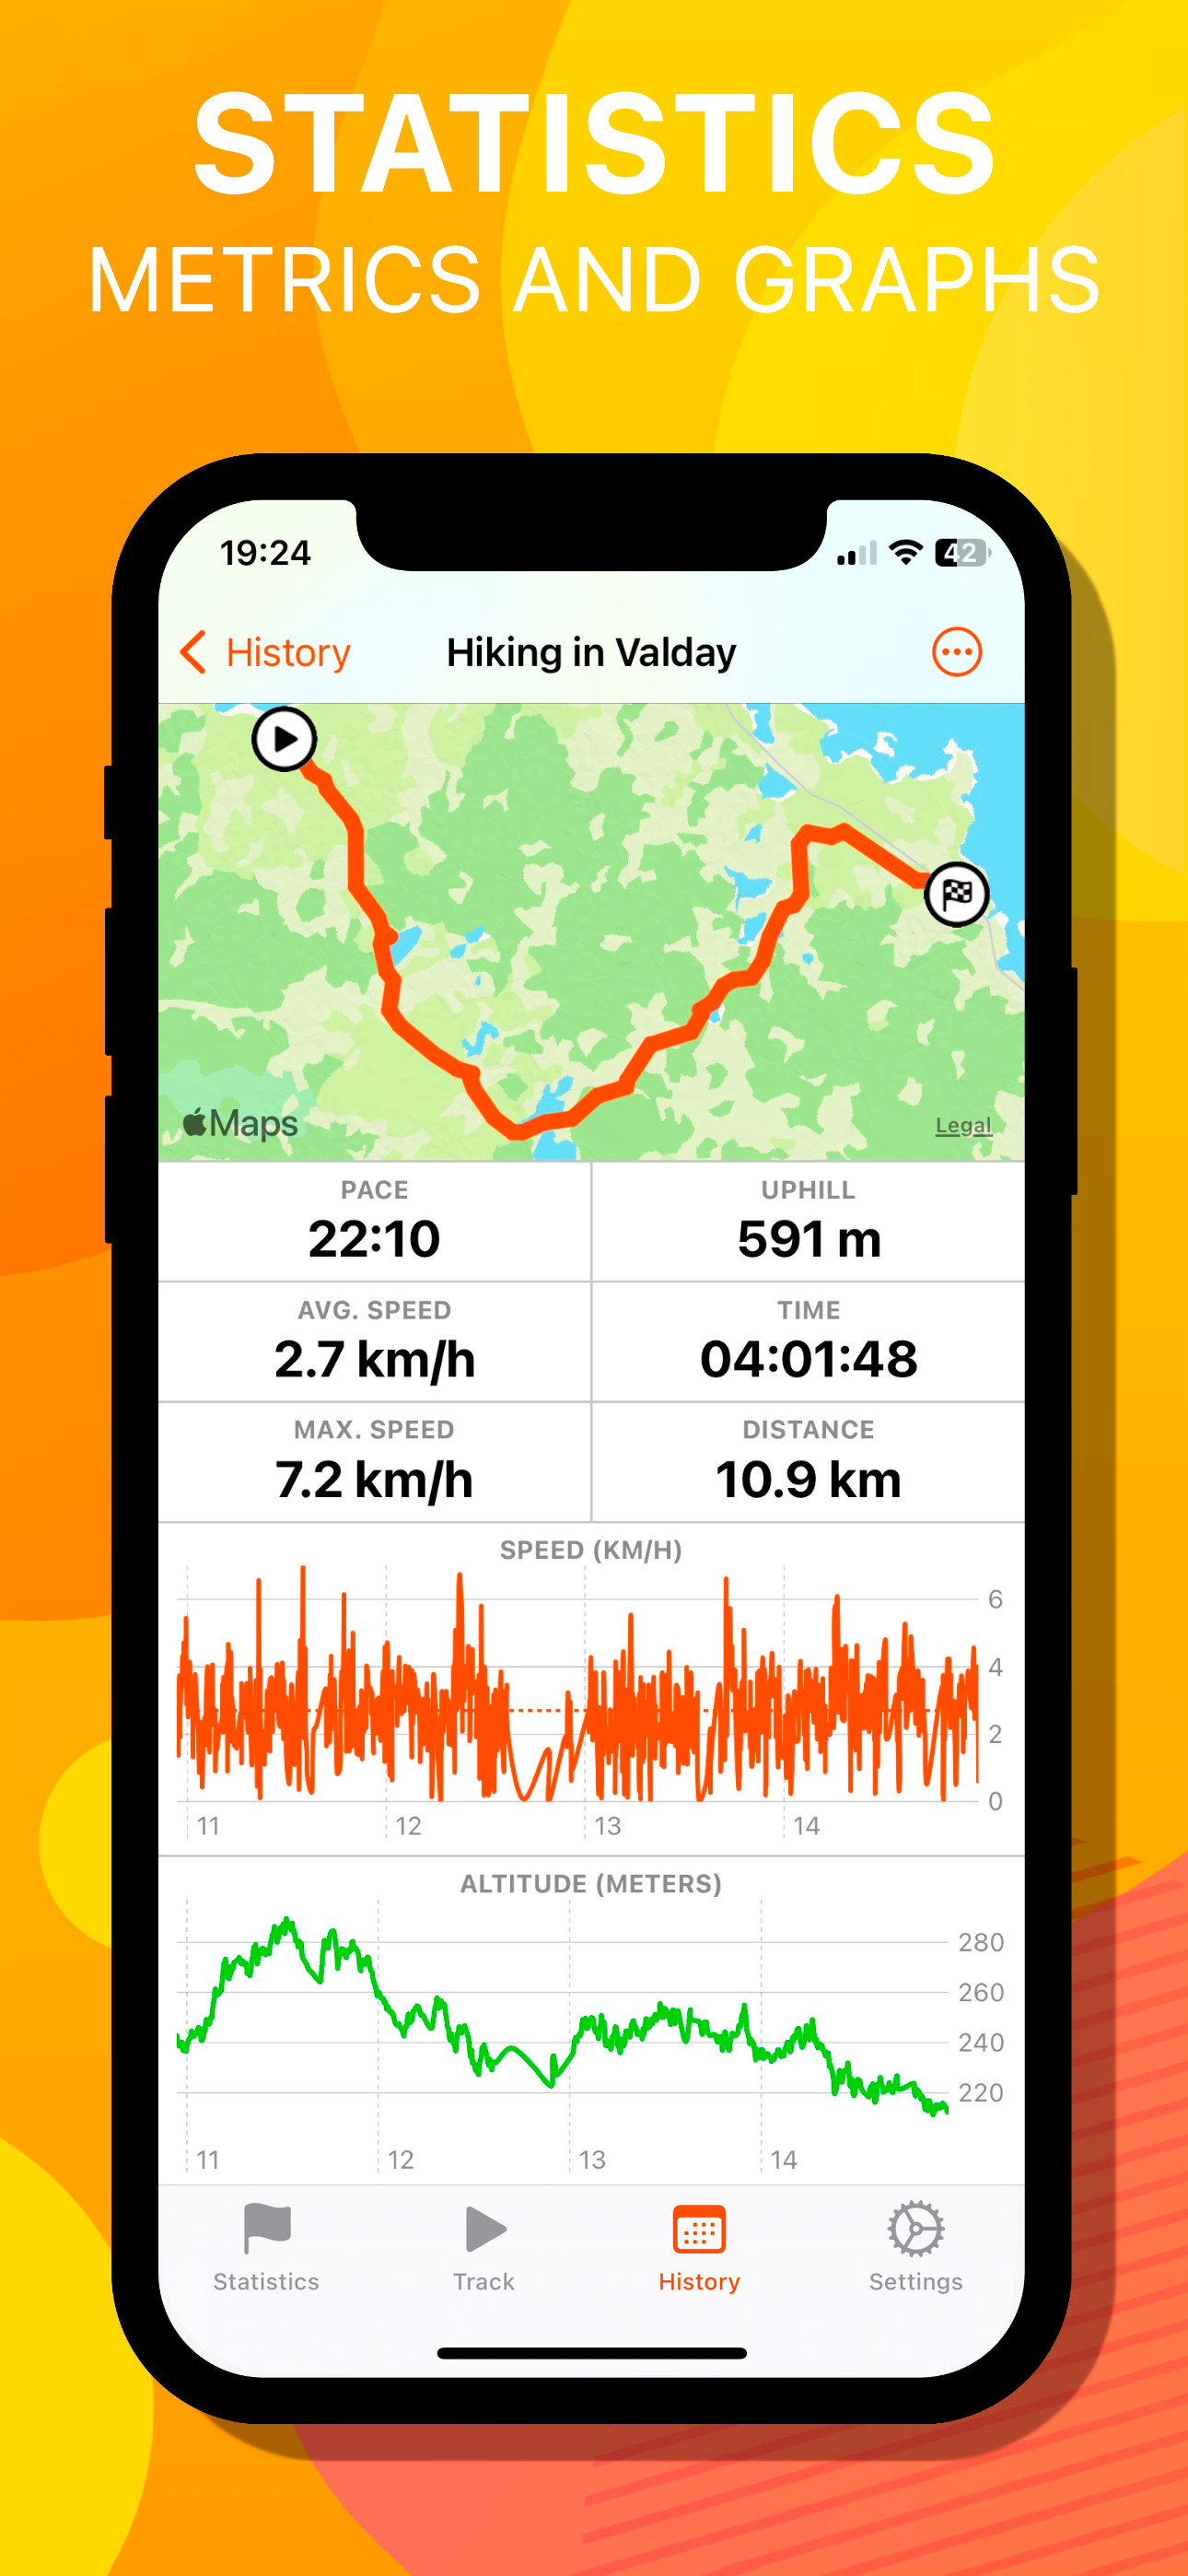 STATISTICS
METRICS AND GRAPHS
19:24
42
History
Hiking in Valday
Maps
Legal
PACE
UPHILL
22:10
591 m
AVG. SPEED
TIME
2.7 km/h
04:01:48
MAX. SPEED
DISTANCE
7.2 km/h
10.9 km
SPEED (KM/H)
6
4
2
0
11 12 13 14
ALTITUDE (METERS)
280
260
240
220
11 12 13 14
Statistics Track History Settings